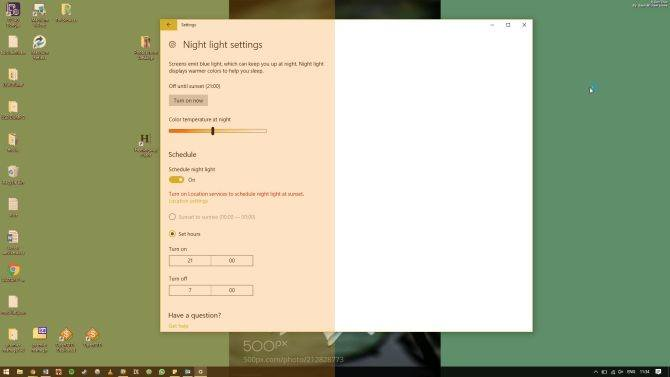 Settings
Night light settings
Screens emit blue light, which can keep you up at night. Night light
displays warmer colors to help you sleep.
Off until sunset (21:00)
Turn on now
Color temperature at night
Schedule
Schedule night light
On
Turn on Location services to schedule night light at sunset.
Location settings
Sunset to sunrise (00:00 — 00:00)
Set hours
Turn on
21 00
Turn off
7 00
Have a question?
Get help
500px
500px.com/photo/212828773
ENG 11:34